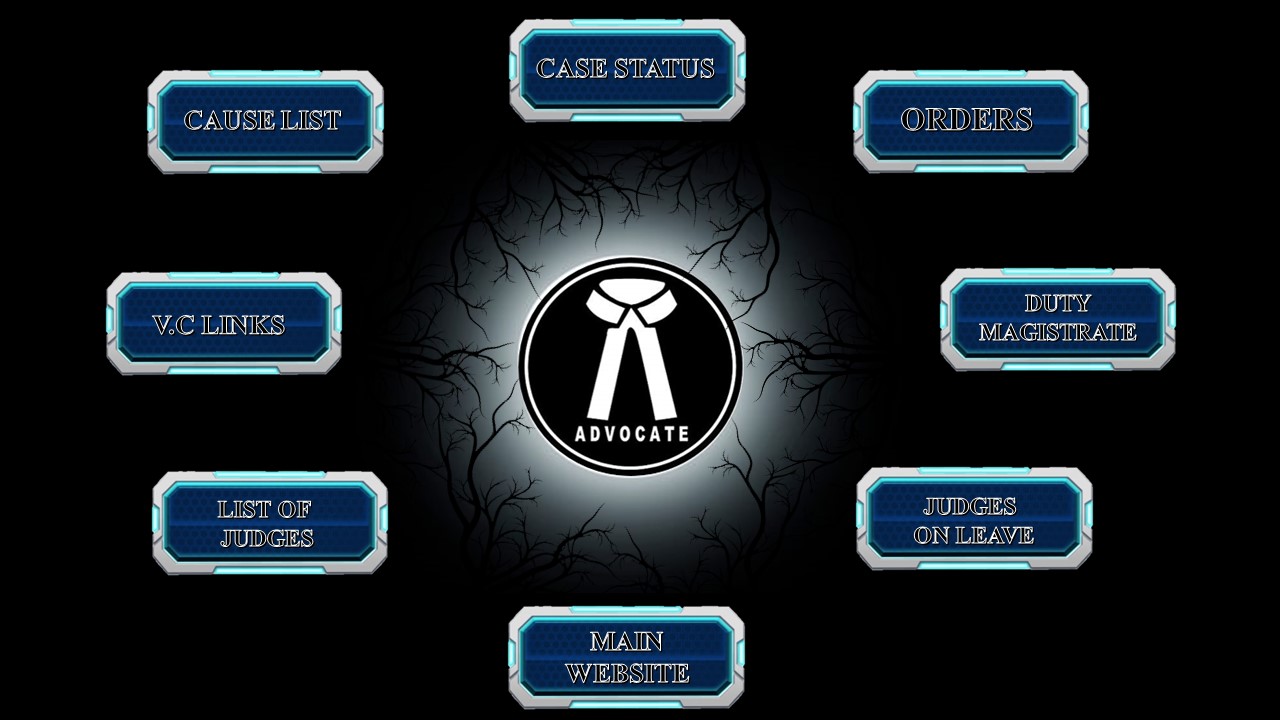 CASE STATUS
CAUSE LIST
ORDERS
V.C LINKS
DUTY
MAGISTRATE
ADVOCATE
LIST OF
JUDGES
JUDGES
ON LEAVE
MAIN
WEBSITE